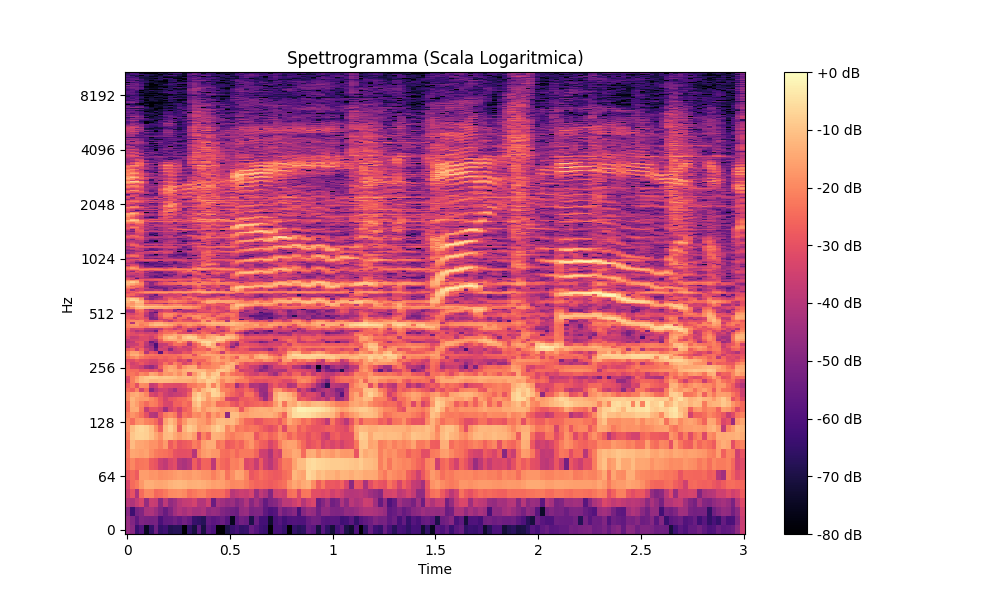 Spettrogramma (Scala Logaritmica)
Hz
8192
4096
2048
1024
512
256
128
64
0
0 0.5 1 1.5 2 2.5 3
Time
+0 dB
-10 dB
-20 dB
-30 dB
-40 dB
-50 dB
-60 dB
-70 dB
-80 dB